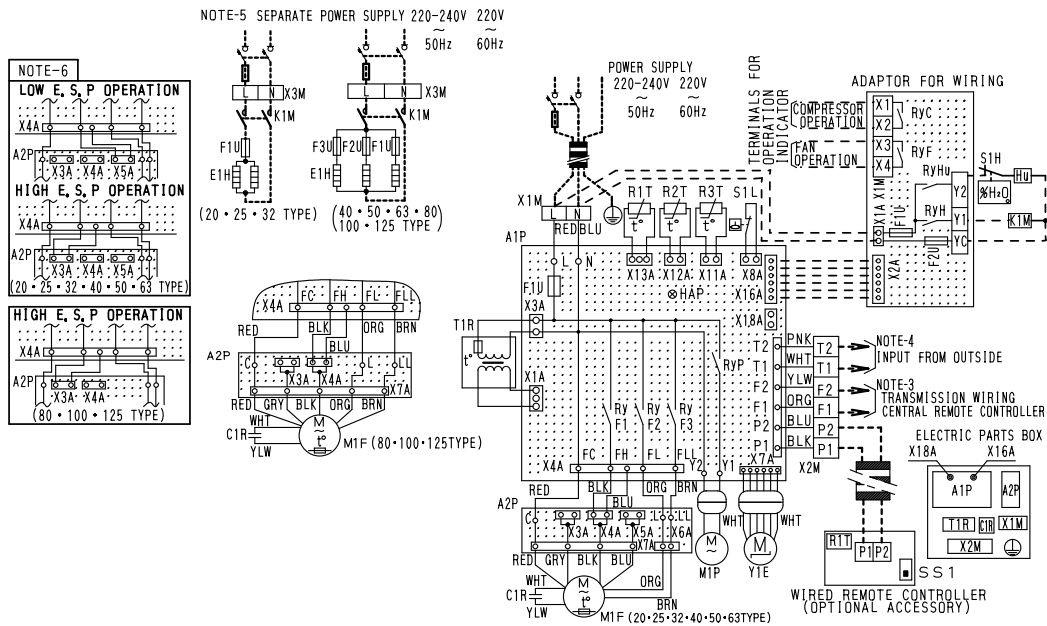 NOTE-5 SEPARATE POWER SUPPLY 220-240V 220V
~ ~
50Hz 60Hz
NOTE-6
LOW E.S.P OPERATION
X4A
A2P
X3A X4A X5A
HIGH E.S.P OPERATION
X4A
A2P
X3A X4A X5A
(20・25・32・40・50・63 TYPE)
HIGH E.S.P OPERATION
X4A
A2P
X3A X4A
(80・100・125 TYPE)
L N X3M
K1M
F1U
E1H
(20・25・32 TYPE)
L N X3M
K1M
F3U F2U F1U
E1H
(40・50・63・80)
(100・125 TYPE)
POWER SUPPLY
220-240V 220V
~ ~
50Hz 60Hz
TERMINALS FOR
OPERATION
INDICATOR
ADAPTOR FOR WIRING
COMPRESSOR
OPERATION
FAN
OPERATION
X1
X2
X3
X4
RyC
RyF
RyHu
RyH
S1H
Hu
%H2O
Y2
Y1
YC
K1M
X1M
X1A
F1U
F2U
X2A
X1M
L N
RED BLU
R1T R2T R3T S1L
t° t° t°
A1P
L N
X13A X12A X11A X8A
F1U
HAP
X16A
X18A
X3A
T1R
t°
X1A
RyP
Ry Ry Ry
F1 F2 F3
T2 PNK T2
T1 WHT T1
F2 YLW F2
F1 ORG F1
P2 BLU P2
P1 BLK P1
NOTE-4
INPUT FROM OUTSIDE
NOTE-3
TRANSMISSION WIRING
CENTRAL REMOTE CONTROLLER
X2M
X4A FC FH FL FLL Y2 Y1 X7A
X4A FC FH FL FLL
RED BLK ORG BRN
BLU
A2P
C L LL
X3A X4A X7A
RED GRY BLK ORG BRN
WHT
C1R
YLW
M
~
t°
M1F (80・100・125TYPE)
RED BLK ORG BRN
BLU
A2P
C L LL
X3A X4A X5A X6A
X7A
RED GRY BLK BLU
WHT
C1R
YLW
M
~
t°
ORG
BRN
M1F (20・25・32・40・50・63TYPE)
WHT
M
~
M1P
WHT
M
Y1E
ELECTRIC PARTS BOX
X18A X16A
A1P A2P
T1R C1R X1M
X2M
R1T
P1 P2
SS1
WIRED REMOTE CONTROLLER
(OPTIONAL ACCESSORY)